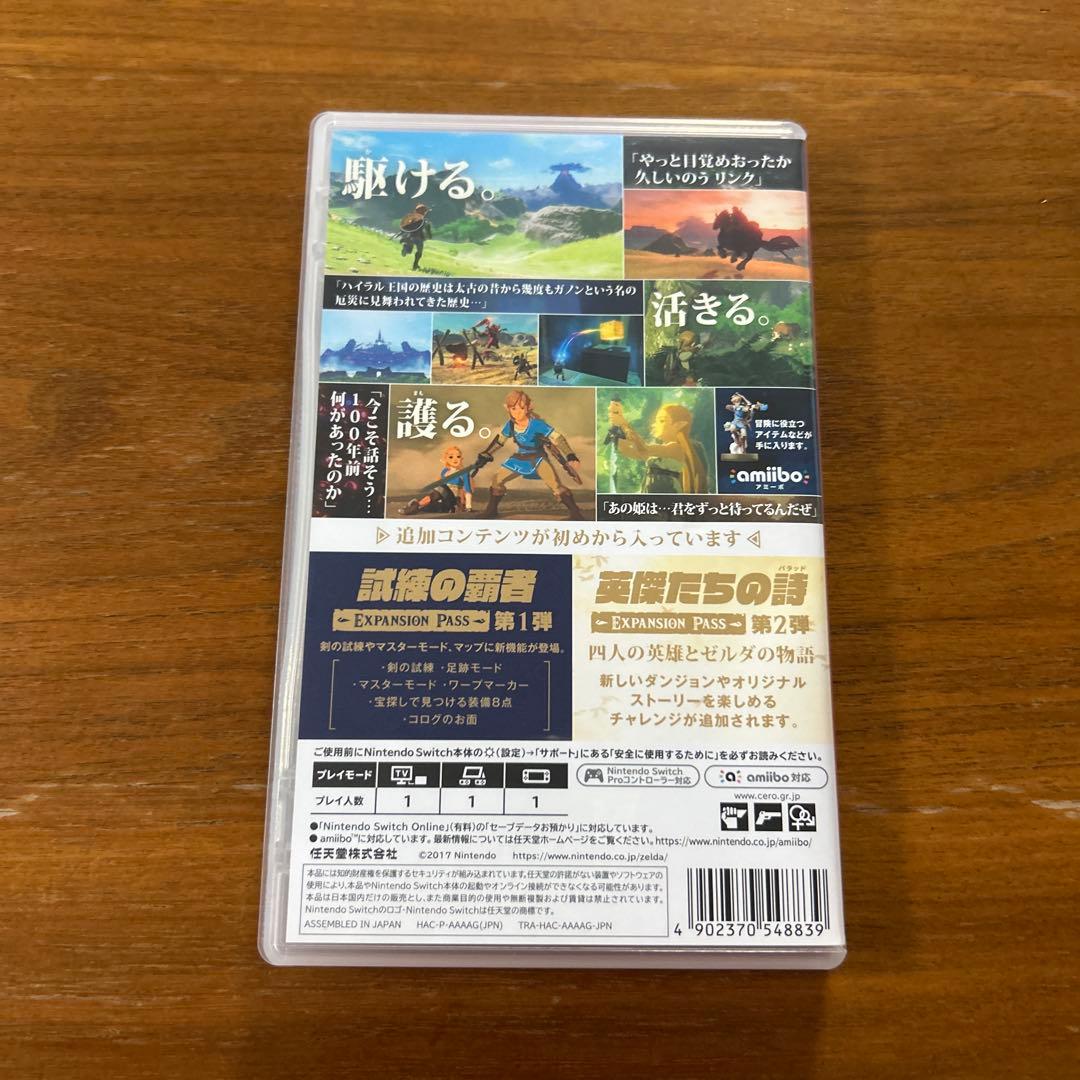 駆ける。
「やっと目覚めおったか
久しいのう リンク」
「ハイラル王国の歴史は太古の昔から幾度もガノンという名の
厄災に見舞われてきた歴史…」
活きる。
「今こそ話そう…
100年前
何があったのか」
まも
護る。
冒険に役立つ
アイテムなどが
手に入ります。
amiibo
アミーボ
「あの姫は…君をずっと待ってるんだぜ」
追加コンテンツが初めから入っています
試練の覇者
EXPANSION PASS 第1弾
剣の試練やマスターモード、マップに新機能が登場。
・剣の試練 ・足跡モード
・マスターモード ・ワープマーカー
・宝探しで見つける装備8点
・コログのお面
バラッド
英傑たちの詩
EXPANSION PASS 第2弾
四人の英雄とゼルダの物語
新しいダンジョンやオリジナル
ストーリーを楽しめる
チャレンジが追加されます。
ご使用前にNintendo Switch本体の(設定)→「サポート」にある「安全に使用するために」を必ずお読みください。
プレイモード
TV
プレイ人数 1 1 1
Nintendo Switch
Proコントローラー対応
amiibo 対応
www.cero.gr.jp
●「Nintendo Switch Online」(有料)の「セーブデータお預かり」に対応しています。
●amiibo™に対応しています。最新情報については任天堂ホームページをご覧ください。https://www.nintendo.co.jp/amiibo/
任天堂株式会社 ©2017 Nintendo https://www.nintendo.co.jp/zelda/
本品には知的財産権を保護するセキュリティが組み込まれています。任天堂の許諾がない装置やソフトウェアの
使用により、本品やNintendo Switch本体の起動やオンライン接続ができなくなる可能性があります。
本品は日本国内だけの販売とし、また商業目的の使用や無断複製および賃貸は禁止されています。
Nintendo Switchのロゴ・Nintendo Switchは任天堂の商標です。
ASSEMBLED IN JAPAN HAC-P-AAAAG(JPN) TRA-HAC-AAAAG-JPN
4 902370 548839